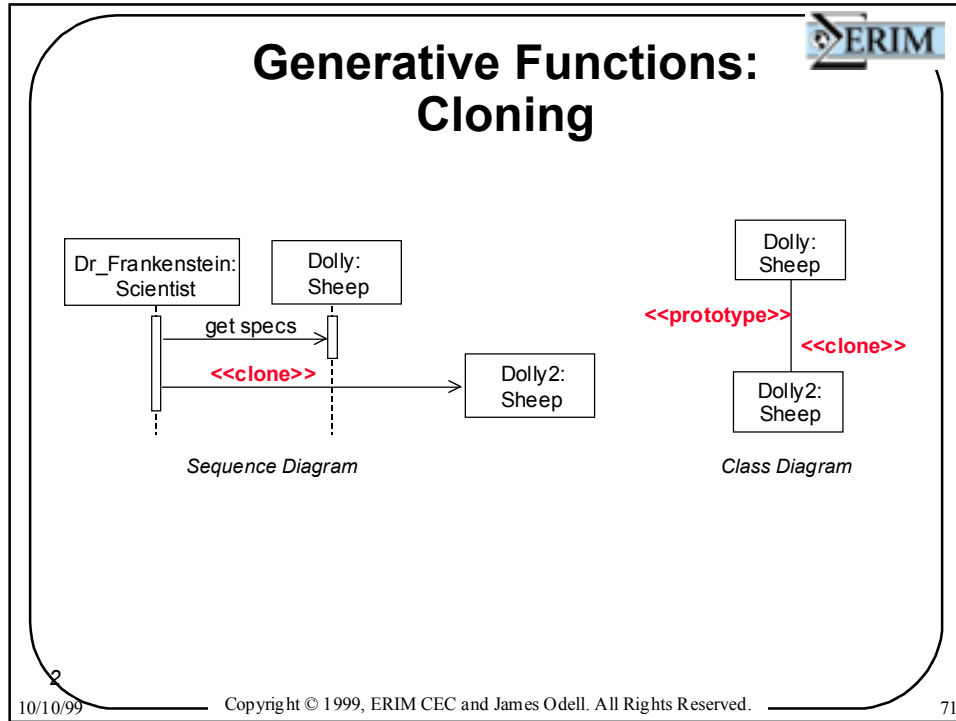 ERIM
Generative Functions:
Cloning
Dr_Frankenstein:
Scientist
Dolly:
Sheep
get specs
<<clone>>
Dolly2:
Sheep
Sequence Diagram
Dolly:
Sheep
<<prototype>>
<<clone>>
Dolly2:
Sheep
Class Diagram
2
10/10/99
Copyright © 1999, ERIM CEC and James Odell. All Rights Reserved.
71